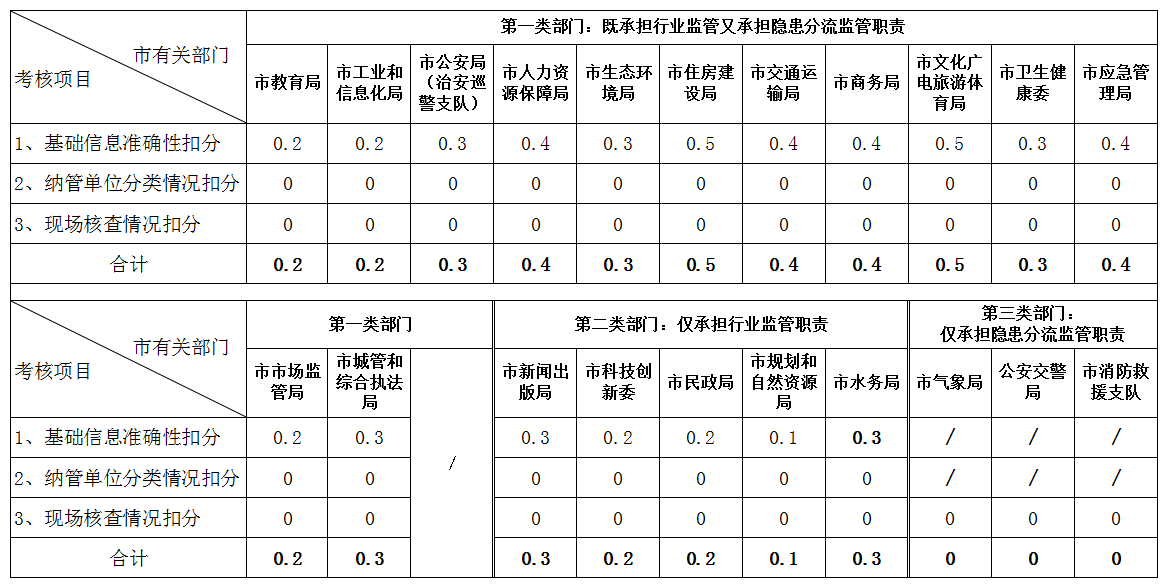 第一类部门：既承担行业监管又承担隐患分流监管职责
市有关部门
考核项目
市教育局
市工业和
信息化局
市公安局
（治安巡
警支队）
市人力资
源保障局
市生态环
境局
市住房建
设局
市交通运
输局
市商务局
市文化广
电旅游体
育局
市卫生健
康委
市应急管
理局
1、基础信息准确性扣分 0.2 0.2 0.3 0.4 0.3 0.5 0.4 0.4 0.5 0.3 0.4
2、纳管单位分类情况扣分 0 0 0 0 0 0 0 0 0 0 0
3、现场核查情况扣分 0 0 0 0 0 0 0 0 0 0 0
合计 0.2 0.2 0.3 0.4 0.3 0.5 0.4 0.4 0.5 0.3 0.4
第一类部门
第二类部门：仅承担行业监管职责
第三类部门：
仅承担隐患分流监管职责
市有关部门
考核项目
市市场监
管局
市城管和
综合执法
局
市新闻出
版局
市科技创
新委
市民政局
市规划和
自然资源
局
市水务局
市气象局
公安交警
局
市消防救
援支队
1、基础信息准确性扣分 0.2 0.3 / 0.3 0.2 0.2 0.1 0.3 / / /
2、纳管单位分类情况扣分 0 0 0 0 0 0 0 / / /
3、现场核查情况扣分 0 0 0 0 0 0 0 0 0 0
合计 0.2 0.3 0.3 0.2 0.2 0.1 0.3 0 0 0